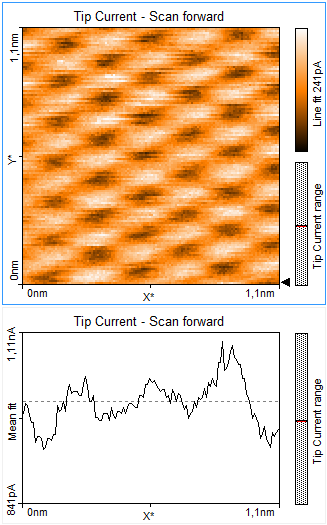 Tip Current - Scan forward
1,1nm
Y*
0nm
0nm
X*
1,1nm
Line fit 241pA
Tip Current range
Tip Current - Scan forward
1,11nA
Mean fit
841pA
0nm
X*
1,1nm
Tip Current range